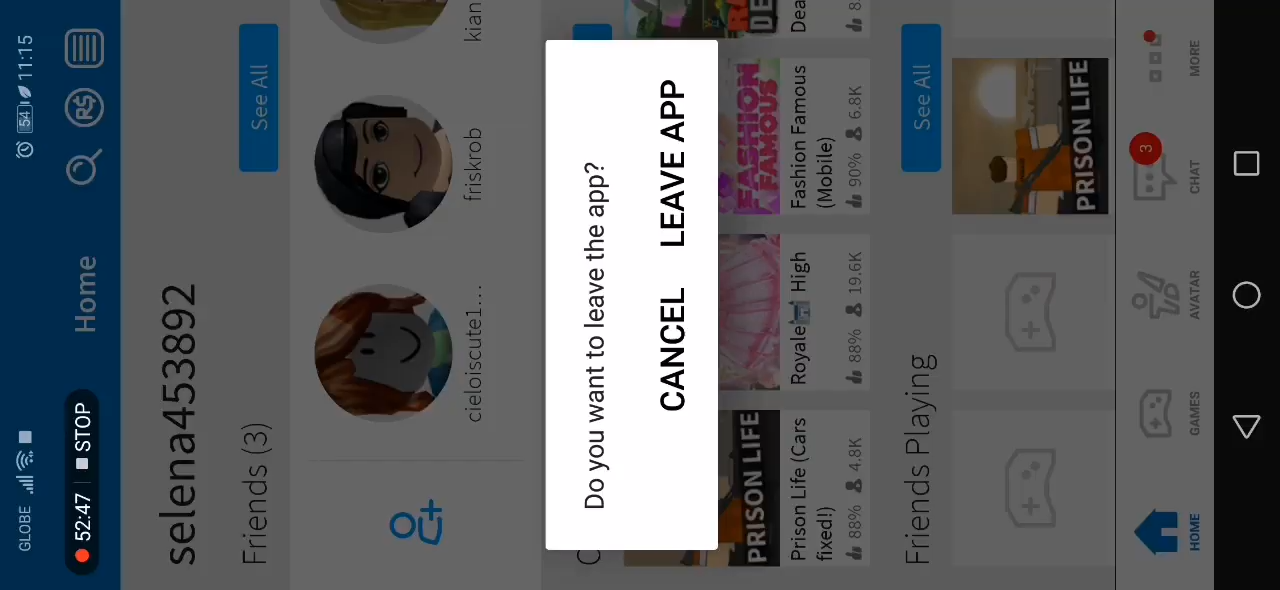 GLOBE 54 11:15
52:47 STOP
Home
R$
selena453892
Friends (3)
See All
cieloiscute1...
friskrob
kian
Do you want to leave the app?
CANCEL LEAVE APP
PRISON LIFE
Prison Life (Cars
fixed!)
88% 4.8K
Royale🏰 High
88% 19.6K
FASHION
FAMOUS
Fashion Famous
(Mobile)
90% 6.8K
Dea
8
Friends Playing
See All
PRISON LIFE
HOME
GAMES
AVATAR
3
CHAT
MORE